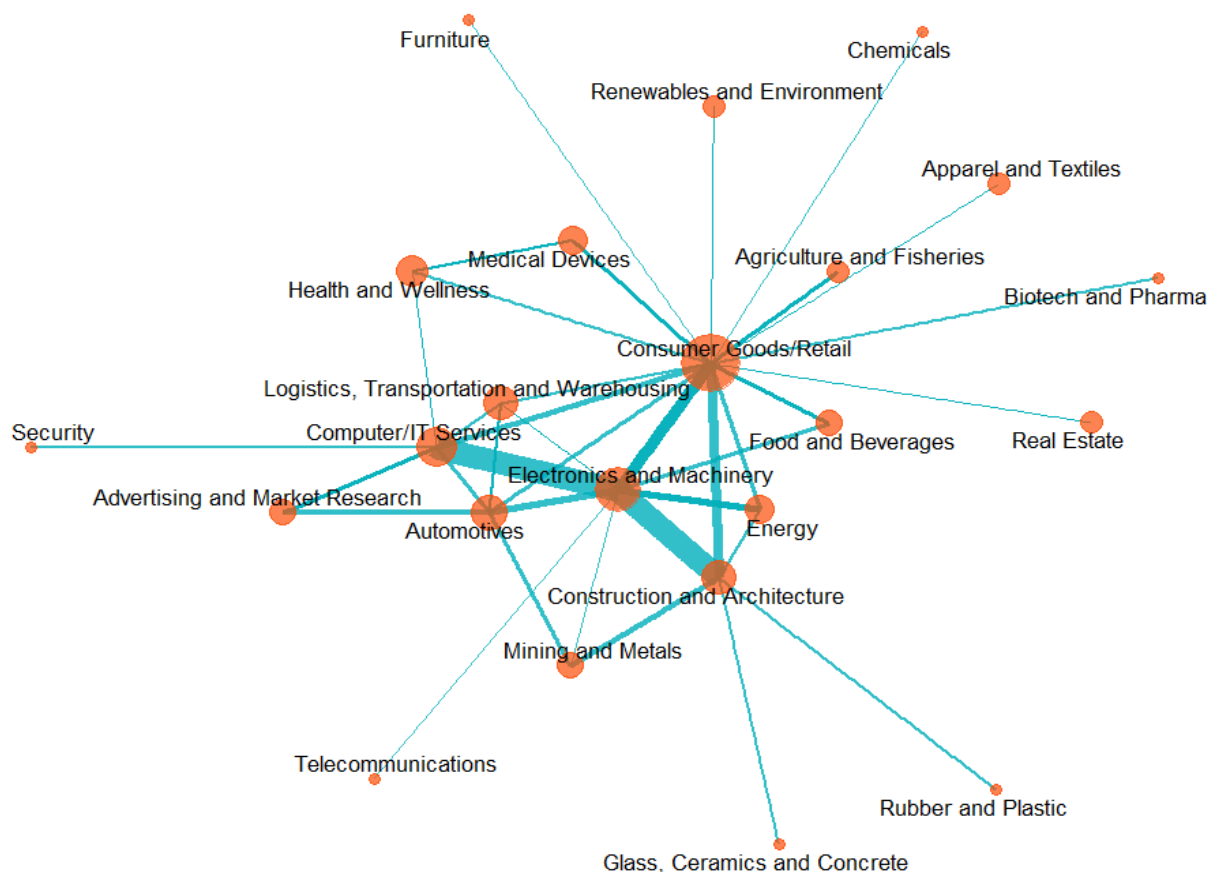 Furniture
Chemicals
Renewables and Environment
Apparel and Textiles
Medical Devices
Agriculture and Fisheries
Health and Wellness
Biotech and Pharma
Consumer Goods/Retail
Logistics, Transportation and Warehousing
Security
Computer/IT Services
Food and Beverages
Real Estate
Electronics and Machinery
Advertising and Market Research
Automotives
Energy
Construction and Architecture
Mining and Metals
Telecommunications
Rubber and Plastic
Glass, Ceramics and Concrete